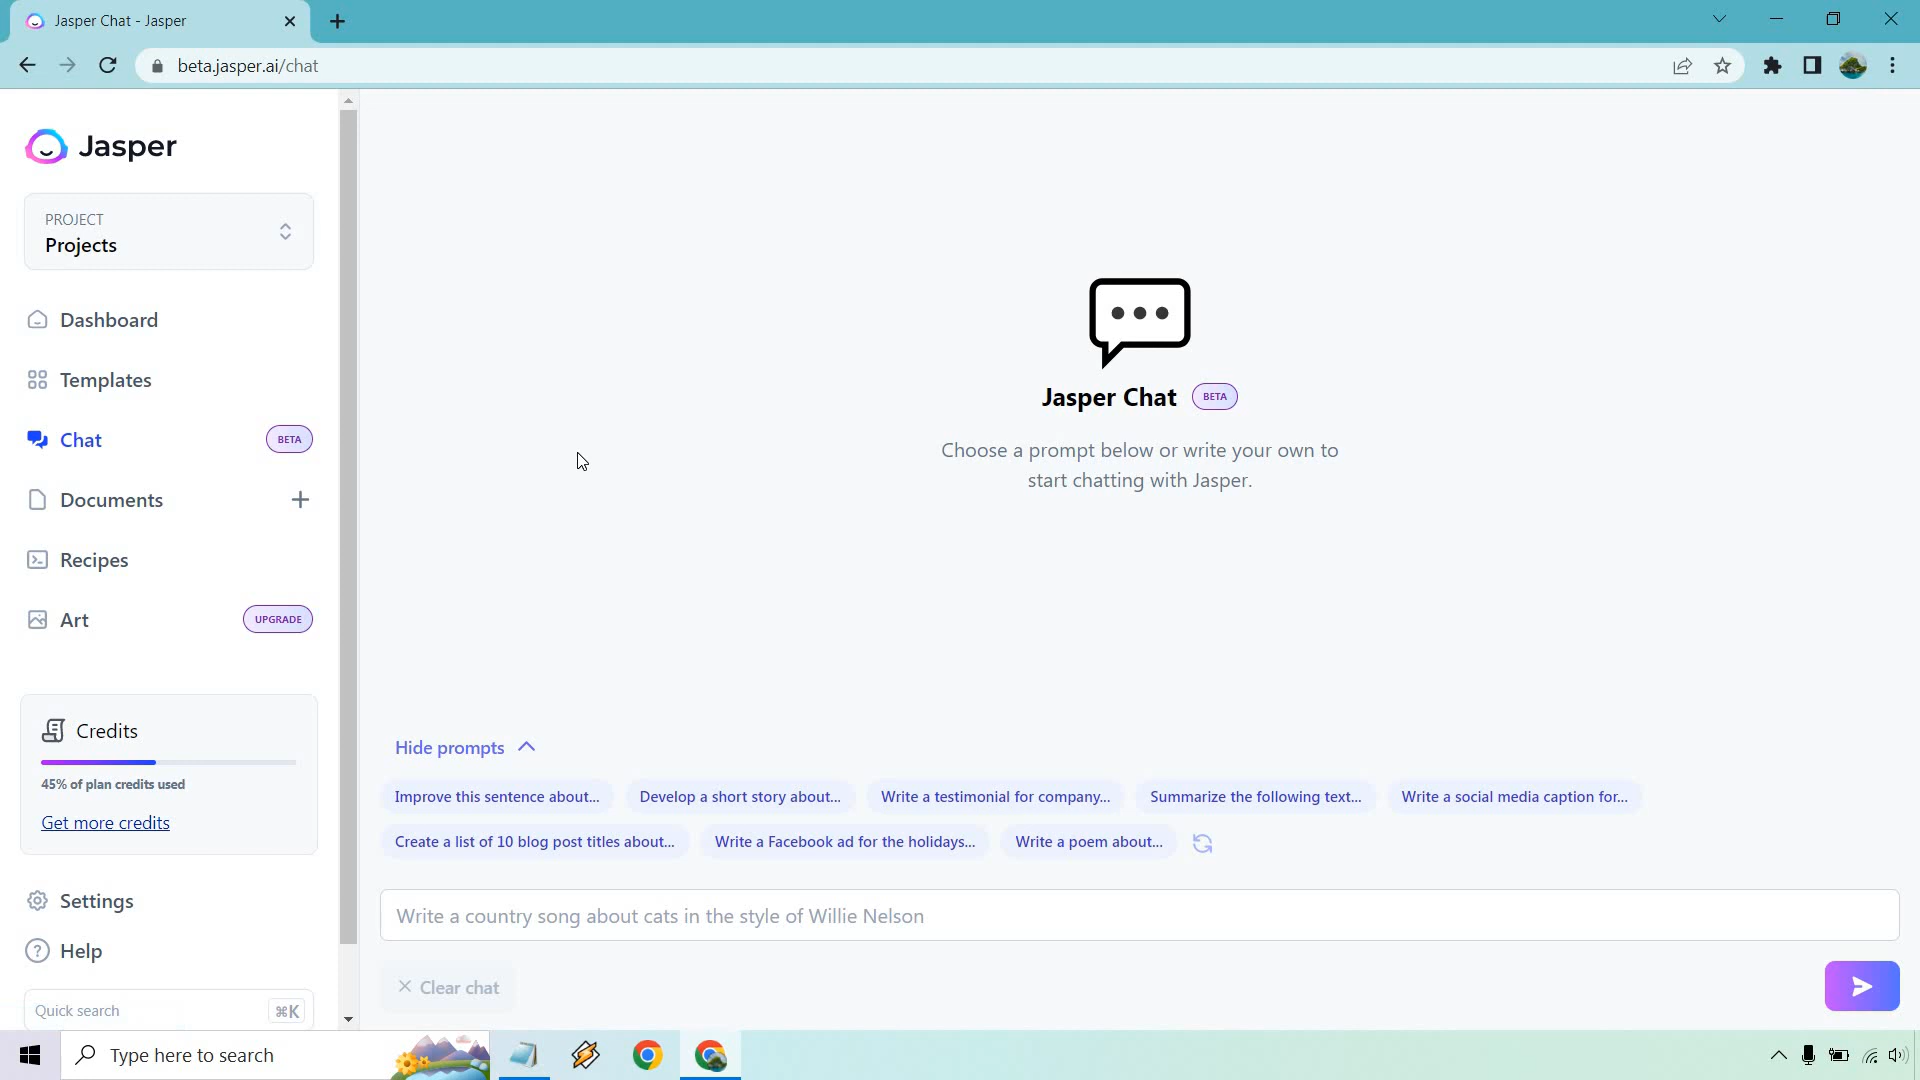 Jasper Chat - Jasper
beta.jasper.ai/chat
Jasper
PROJECT
Projects
Dashboard
Templates
Chat
BETA
Documents
Recipes
Art
UPGRADE
Credits
45% of plan credits used
Get more credits
Settings
Help
Quick search
⌘K
Jasper Chat
BETA
Choose a prompt below or write your own to
start chatting with Jasper.
Hide prompts
Improve this sentence about...
Develop a short story about...
Write a testimonial for company...
Summarize the following text...
Write a social media caption for...
Create a list of 10 blog post titles about...
Write a Facebook ad for the holidays...
Write a poem about...
Write a country song about cats in the style of Willie Nelson
Clear chat
Type here to search